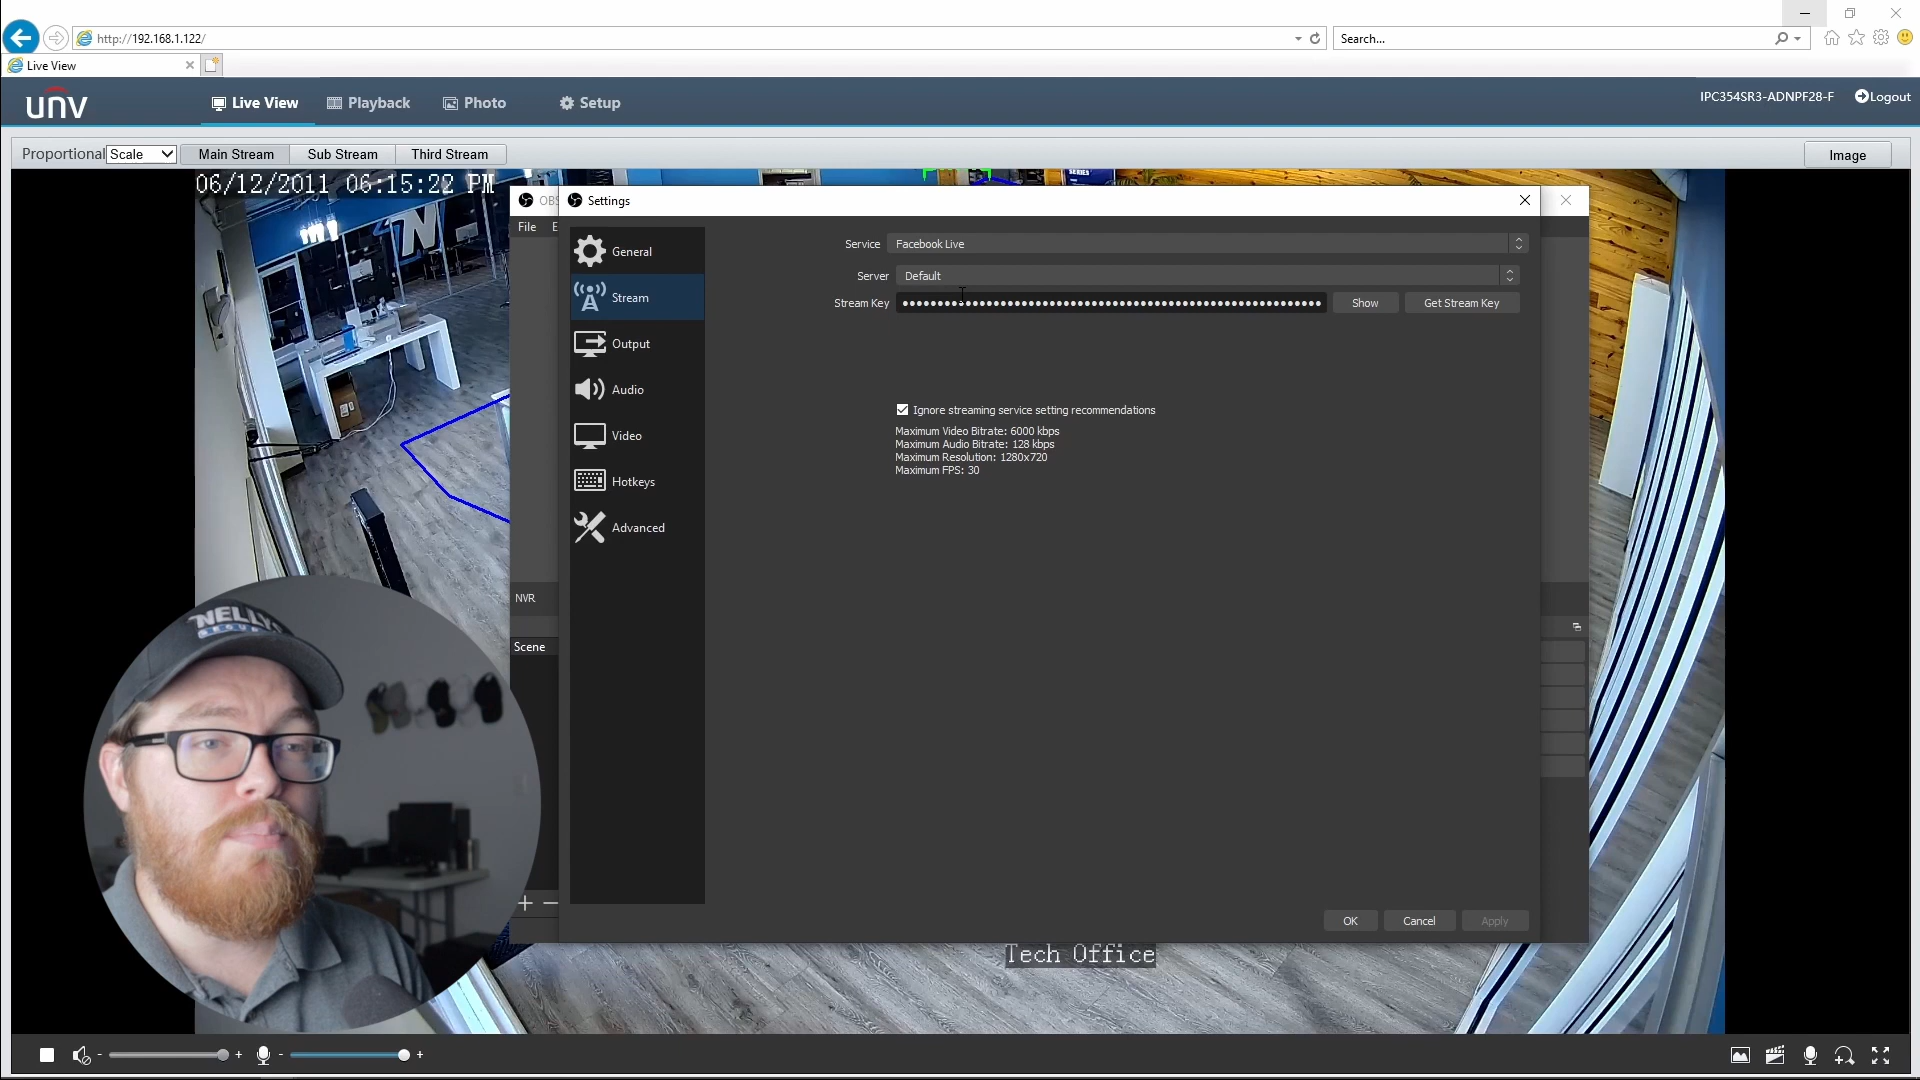 http://192.168.1.122/
Search...
Live View
unv
Live View
Playback
Photo
Setup
IPC354SR3-ADNPF28-F
Logout
Proportional
Scale
Main Stream
Sub Stream
Third Stream
Image
06/12/2011 06:15:22 PM
SERIES
OBS
Settings
File
E
General
Stream
Output
Audio
Video
Hotkeys
Advanced
Service
Facebook Live
Server
Default
Stream Key
Show
Get Stream Key
Ignore streaming service setting recommendations
Maximum Video Bitrate: 6000 kbps
Maximum Audio Bitrate: 128 kbps
Maximum Resolution: 1280x720
Maximum FPS: 30
NVR
Scene
NELLY'S
GROUP
OK
Cancel
Apply
Tech Office